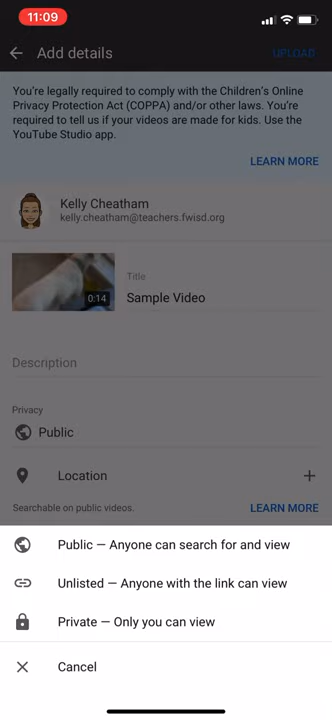 11:09
Add details
UPLOAD
You're legally required to comply with the Children's Online
Privacy Protection Act (COPPA) and/or other laws. You're
required to tell us if your videos are made for kids. Use the
YouTube Studio app.
LEARN MORE
Kelly Cheatham
kelly.cheatham@teachers.fwisd.org
0:14
Title
Sample Video
Description
Privacy
Public
Location
Searchable on public videos.
LEARN MORE
Public — Anyone can search for and view
Unlisted — Anyone with the link can view
Private — Only you can view
Cancel